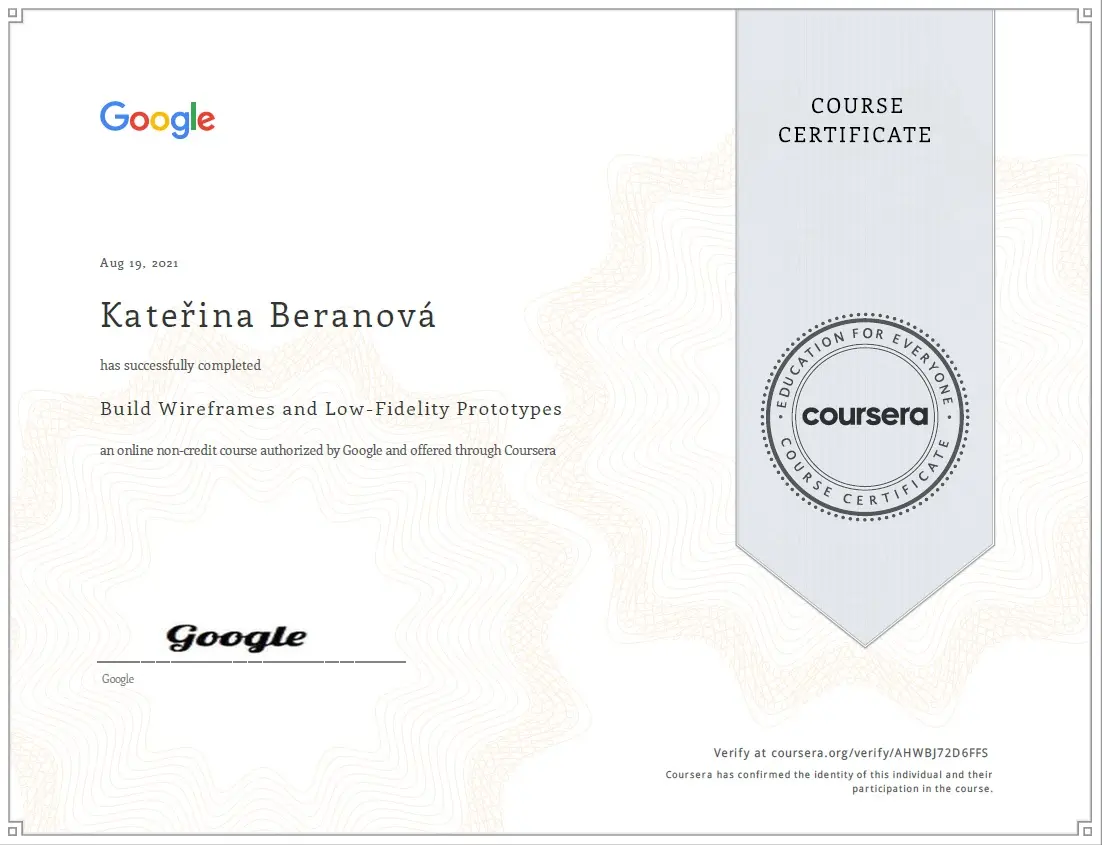 Google
COURSE
CERTIFICATE
Aug 19, 2021
Kateřina Beranová
has successfully completed
Build Wireframes and Low-Fidelity Prototypes
an online non-credit course authorized by Google and offered through Coursera
EDUCATION FOR EVERYONE
coursera
COURSE CERTIFICATE
Google
Google
Verify at coursera.org/verify/AHWBJ72D6FFS
Coursera has confirmed the identity of this individual and their
participation in the course.